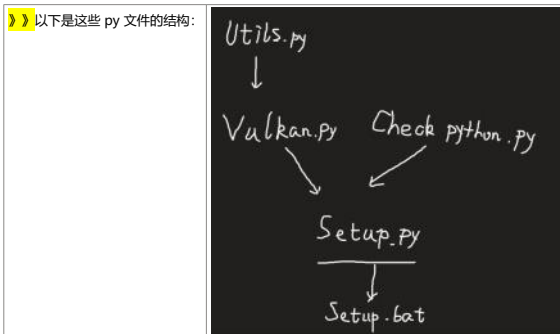 》》以下是这些 py 文件的结构：
Utils.py
Vulkan.py Check python.py
Setup.py
Setup.bat